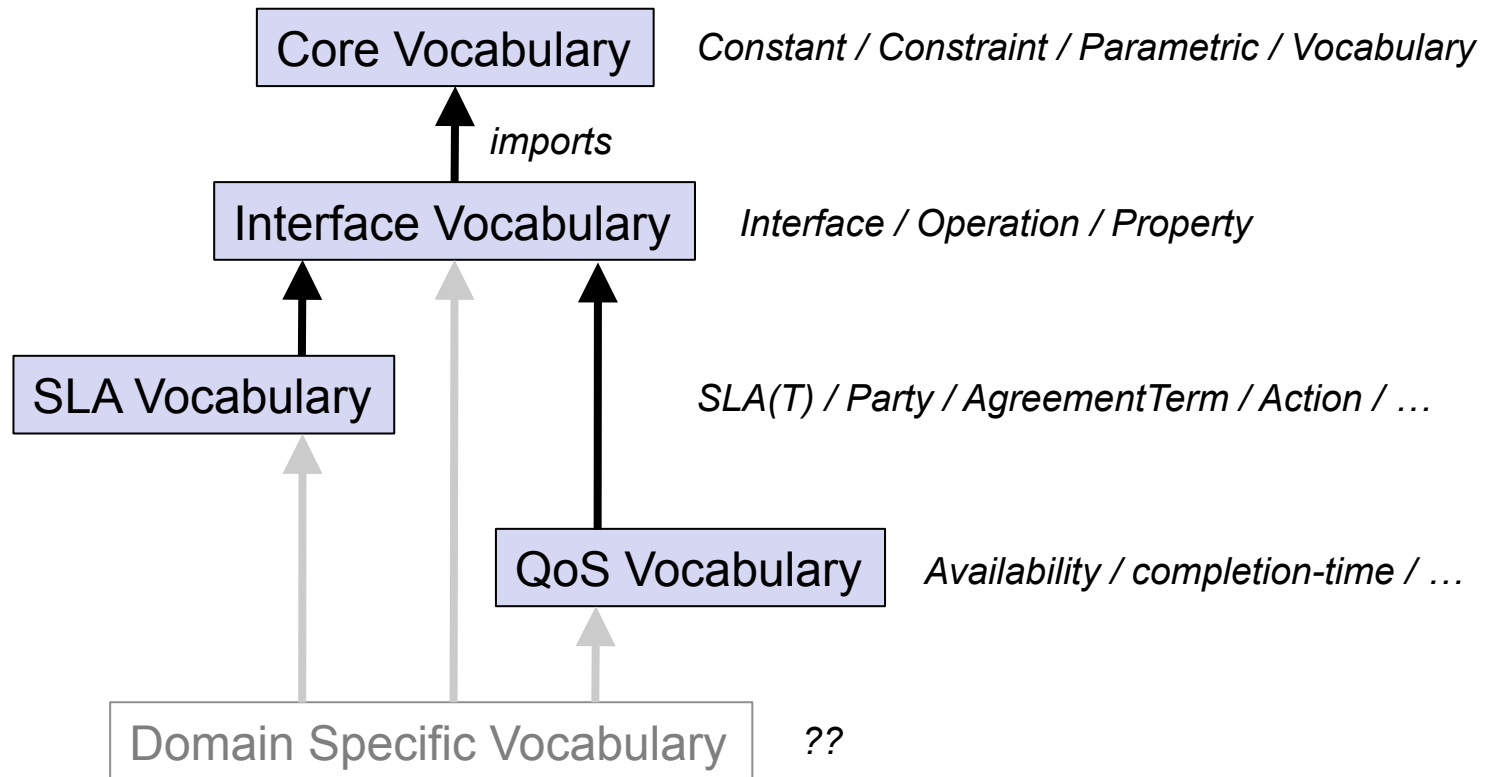 Core Vocabulary
Constant / Constraint / Parametric / Vocabulary
imports
Interface Vocabulary
Interface / Operation / Property
SLA Vocabulary
SLA(T) / Party / AgreementTerm / Action / …
QoS Vocabulary
Availability / completion-time / …
Domain Specific Vocabulary
??